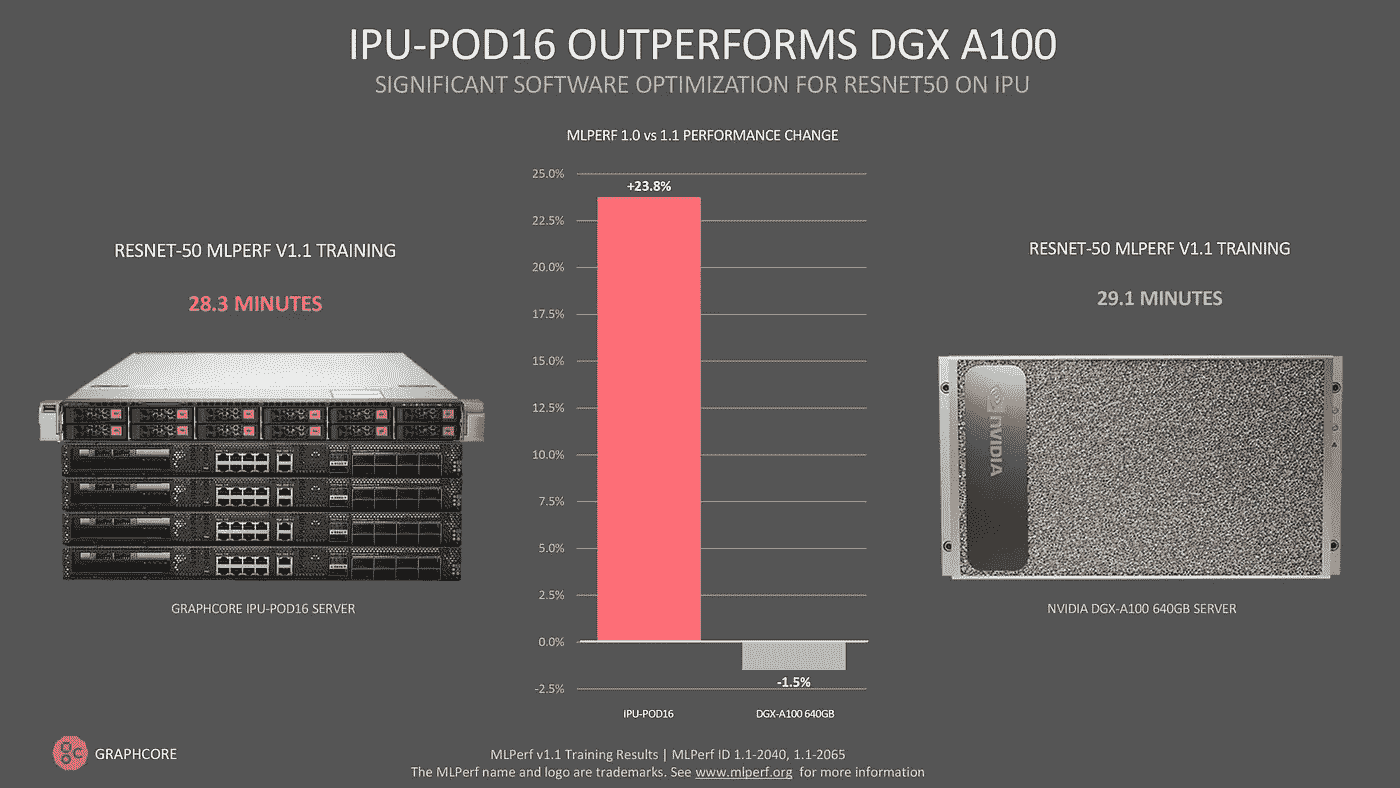 IPU-POD16 OUTPERFORMS DGX A100
SIGNIFICANT SOFTWARE OPTIMIZATION FOR RESNET50 ON IPU
MLPERF 1.0 vs 1.1 PERFORMANCE CHANGE
RESNET-50 MLPERF V1.1 TRAINING
28.3 MINUTES
GRAPHCORE IPU-POD16 SERVER
25.0%
22.5%
20.0%
17.5%
15.0%
12.5%
10.0%
7.5%
5.0%
2.5%
0.0%
-2.5%
+23.8%
-1.5%
IPU-POD16
DGX-A100 640GB
RESNET-50 MLPERF V1.1 TRAINING
29.1 MINUTES
NVIDIA
NVIDIA DGX-A100 640GB SERVER
GRAPHCORE
MLPerf v1.1 Training Results | MLPerf ID 1.1-2040, 1.1-2065
The MLPerf name and logo are trademarks. See www.mlperf.org for more information